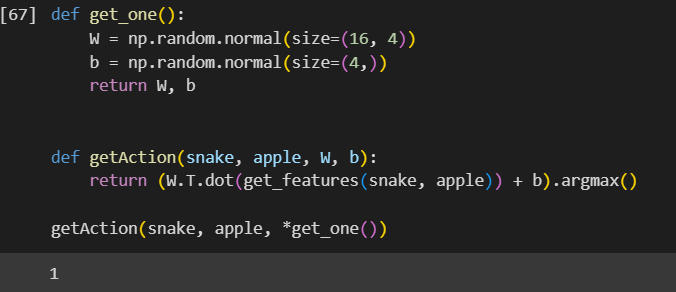 [67] def get_one():
    W = np.random.normal(size=(16, 4))
    b = np.random.normal(size=(4,))
    return W, b
def getAction(snake, apple, W, b):
    return (W.T.dot(get_features(snake, apple)) + b).argmax()
getAction(snake, apple, *get_one())
1